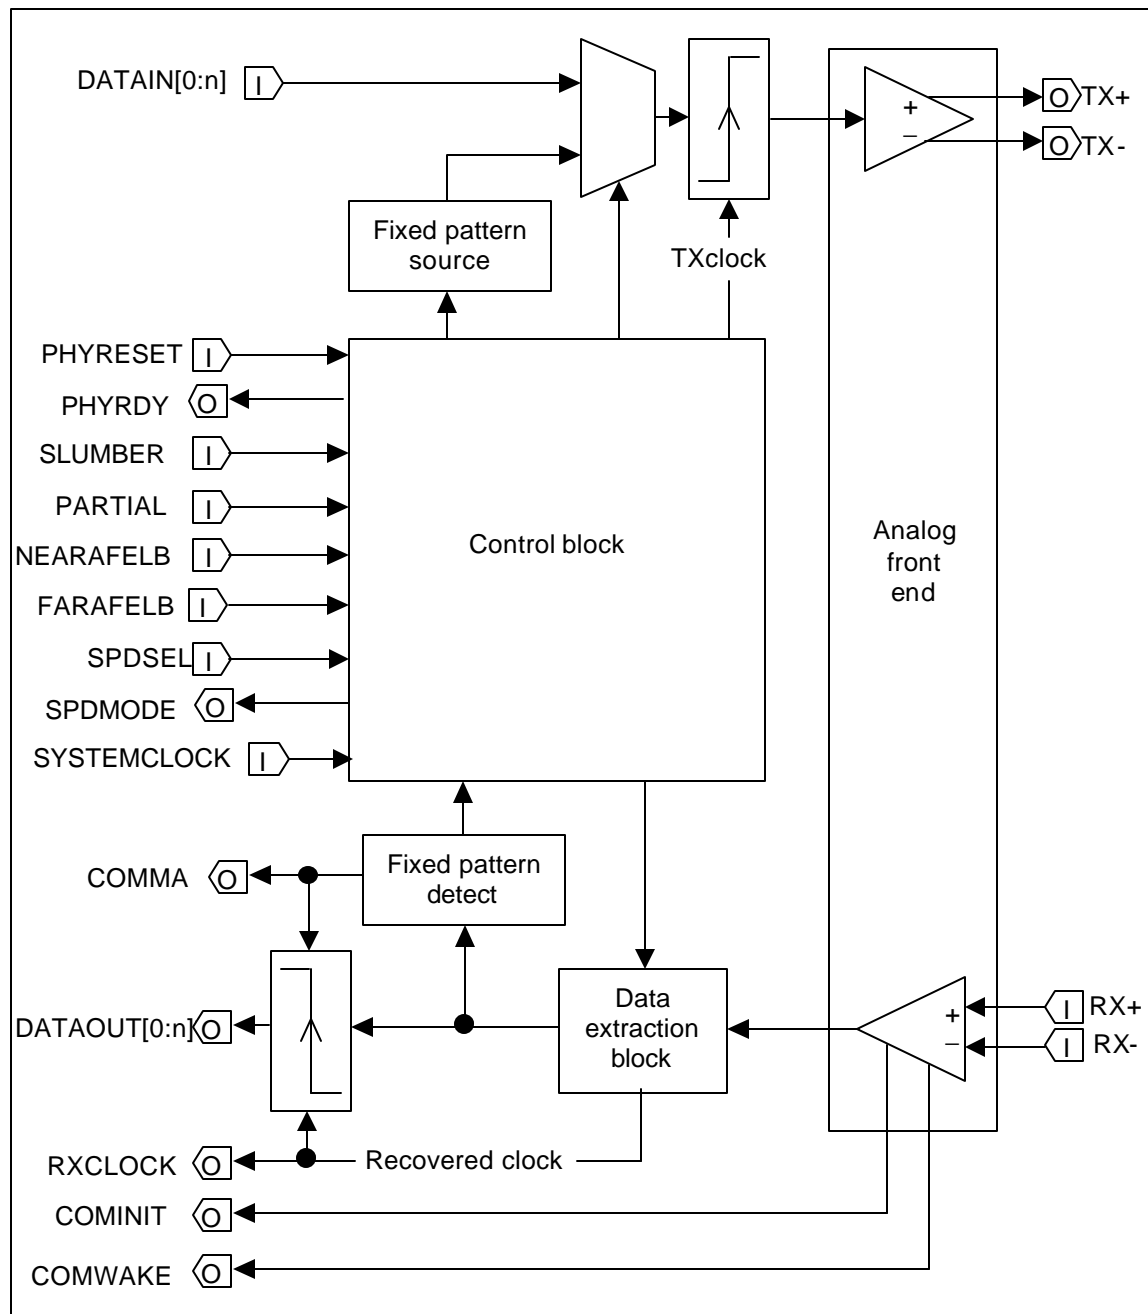 DATAIN[0:n] I
O TX+
+
−
O TX-
Fixed pattern
source
TXclock
PHYRESET I
PHYRDY O
SLUMBER I
PARTIAL I
NEARAFELB I
FARAFELB I
SPDSEL I
SPDMODE O
SYSTEMCLOCK I
Control block
Analog
front
end
COMMA O
Fixed pattern
detect
DATAOUT[0:n] O
Data
extraction
block
+
−
I RX+
I RX-
RXCLOCK O
Recovered clock
COMINIT O
COMWAKE O